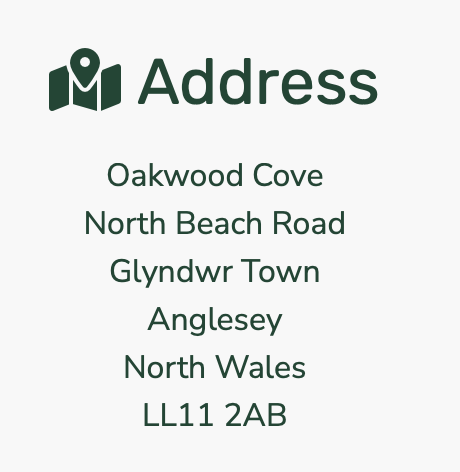 Address
Oakwood Cove
North Beach Road
Glyndwr Town
Anglesey
North Wales
LL11 2AB